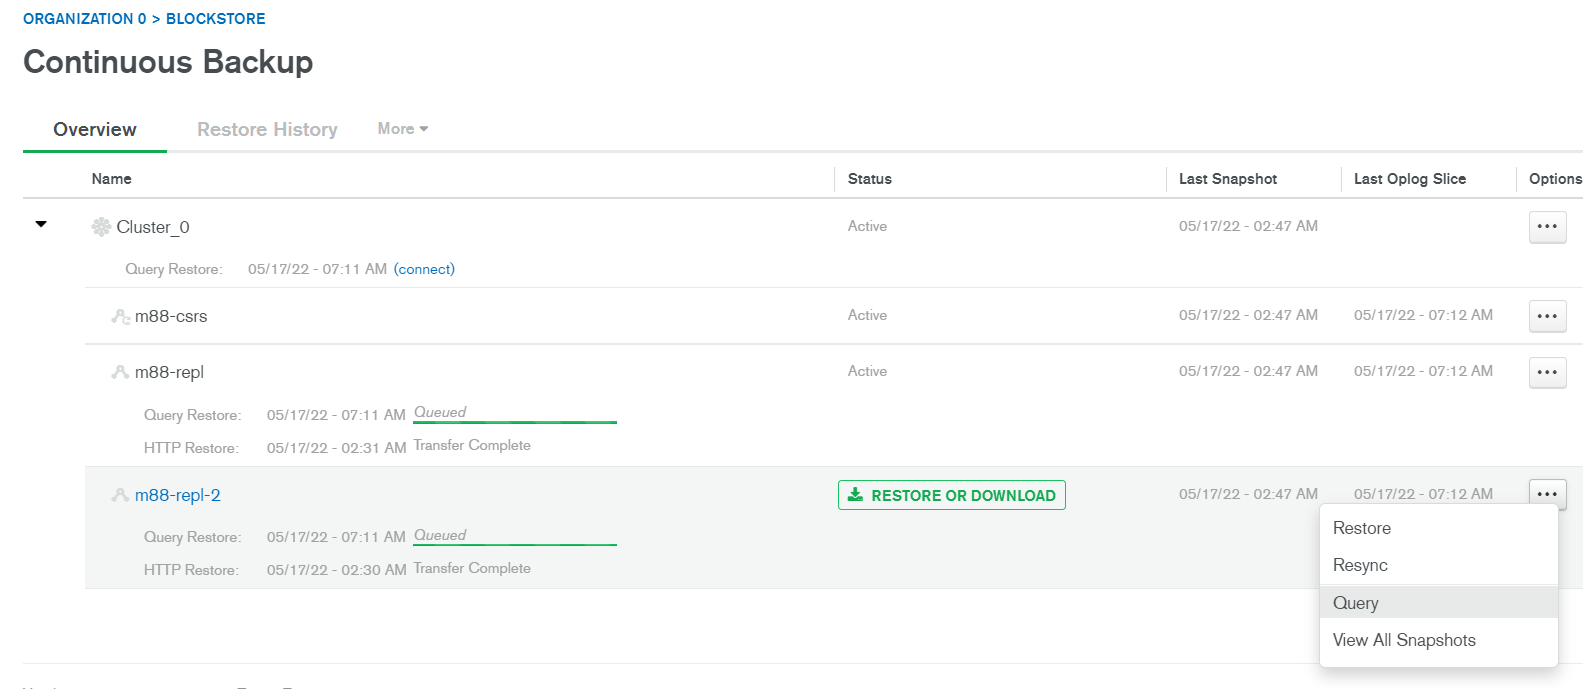 ORGANIZATION 0 > BLOCKSTORE
Continuous Backup
Overview Restore History More
Name Status Last Snapshot Last Oplog Slice Options
Cluster_0 Active 05/17/22 - 02:47 AM
Query Restore: 05/17/22 - 07:11 AM (connect)
m88-csrs Active 05/17/22 - 02:47 AM 05/17/22 - 07:12 AM
m88-repl Active 05/17/22 - 02:47 AM 05/17/22 - 07:12 AM
Query Restore: 05/17/22 - 07:11 AM Queued
HTTP Restore: 05/17/22 - 02:31 AM Transfer Complete
m88-repl-2 RESTORE OR DOWNLOAD 05/17/22 - 02:47 AM 05/17/22 - 07:12 AM
Query Restore: 05/17/22 - 07:11 AM Queued
HTTP Restore: 05/17/22 - 02:30 AM Transfer Complete
Restore
Resync
Query
View All Snapshots